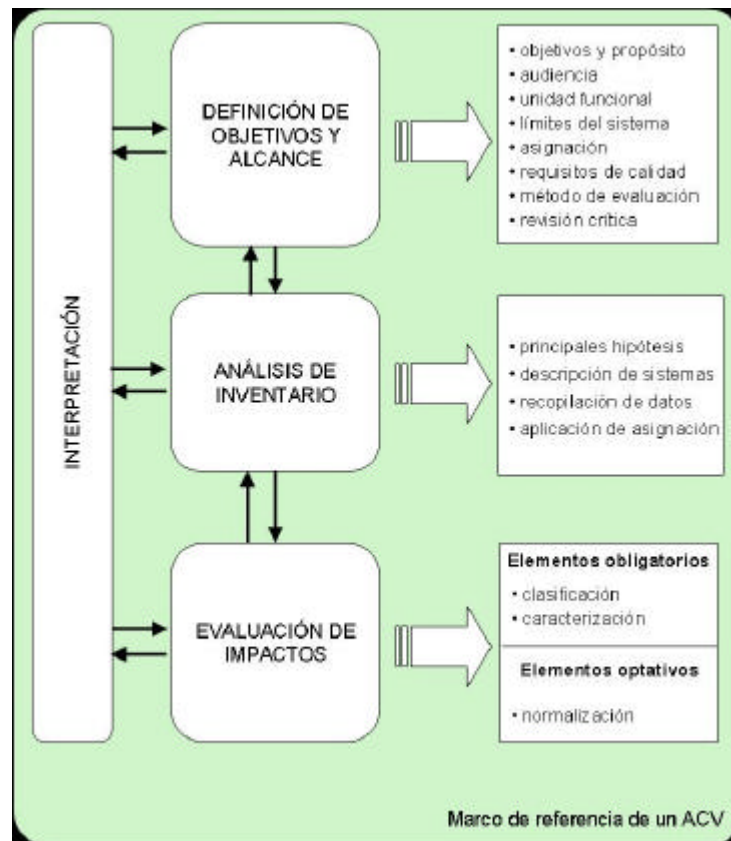 INTERPRETACIÓN
DEFINICIÓN DE
OBJETIVOS Y
ALCANCE
• objetivos y propósito
• audiencia
• unidad funcional
• límites del sistema
• asignación
• requisitos de calidad
• método de evaluación
• revisión crítica
ANÁLISIS DE
INVENTARIO
• principales hipótesis
• descripción de sistemas
• recopilación de datos
• aplicación de asignación
EVALUACIÓN DE
IMPACTOS
Elementos obligatorios
• clasificación
• caracterización
Elementos optativos
• normalización
Marco de referencia de un ACV